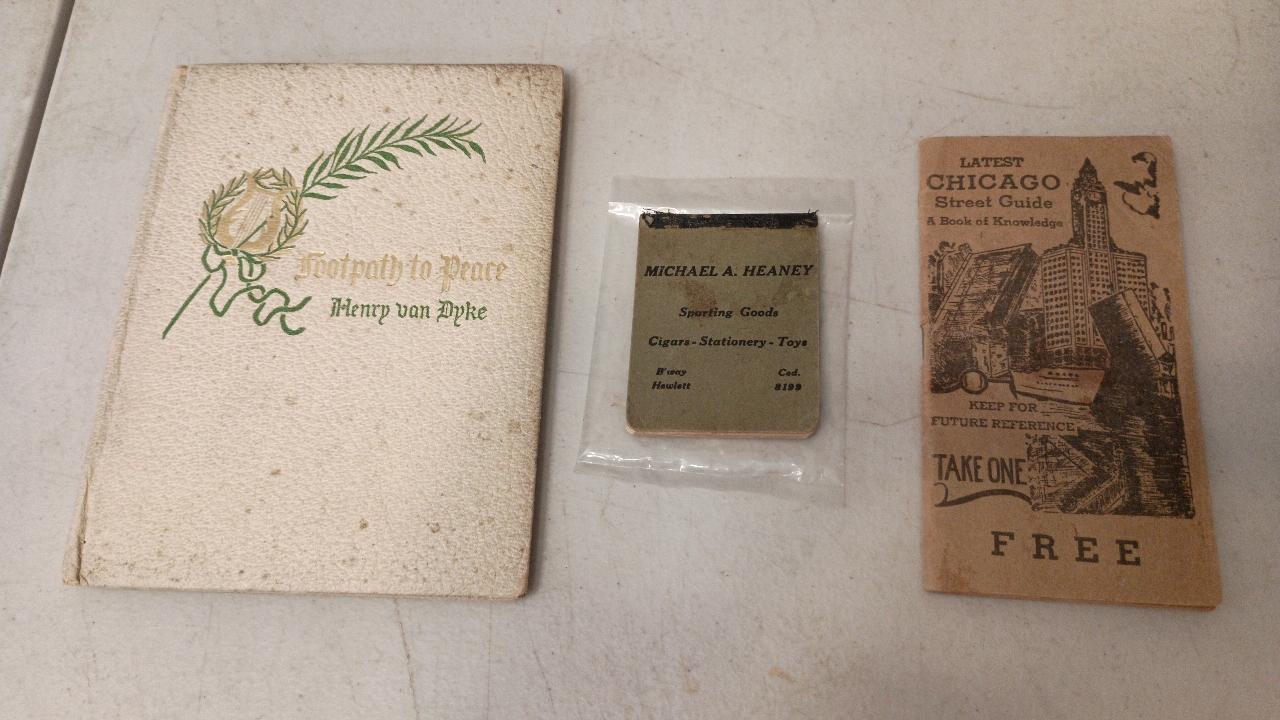 Footpath to Peace
Henry van Dyke
MICHAEL A. HEANEY
Sporting Goods
Cigars - Stationery - Toys
B'way Ced.
Hewlett 8199
LATEST
CHICAGO
Street Guide
A Book of Knowledge
KEEP FOR
FUTURE REFERENCE
TAKE ONE
FREE